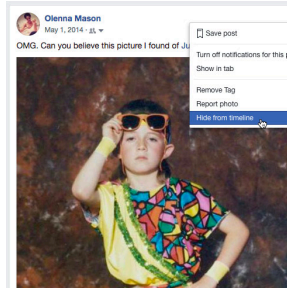 Olenna Mason
May 1, 2014
OMG. Can you believe this picture I found of
Save post
Turn off notifications for this
Show in tab
Remove Tag
Report photo
Hide from timeline